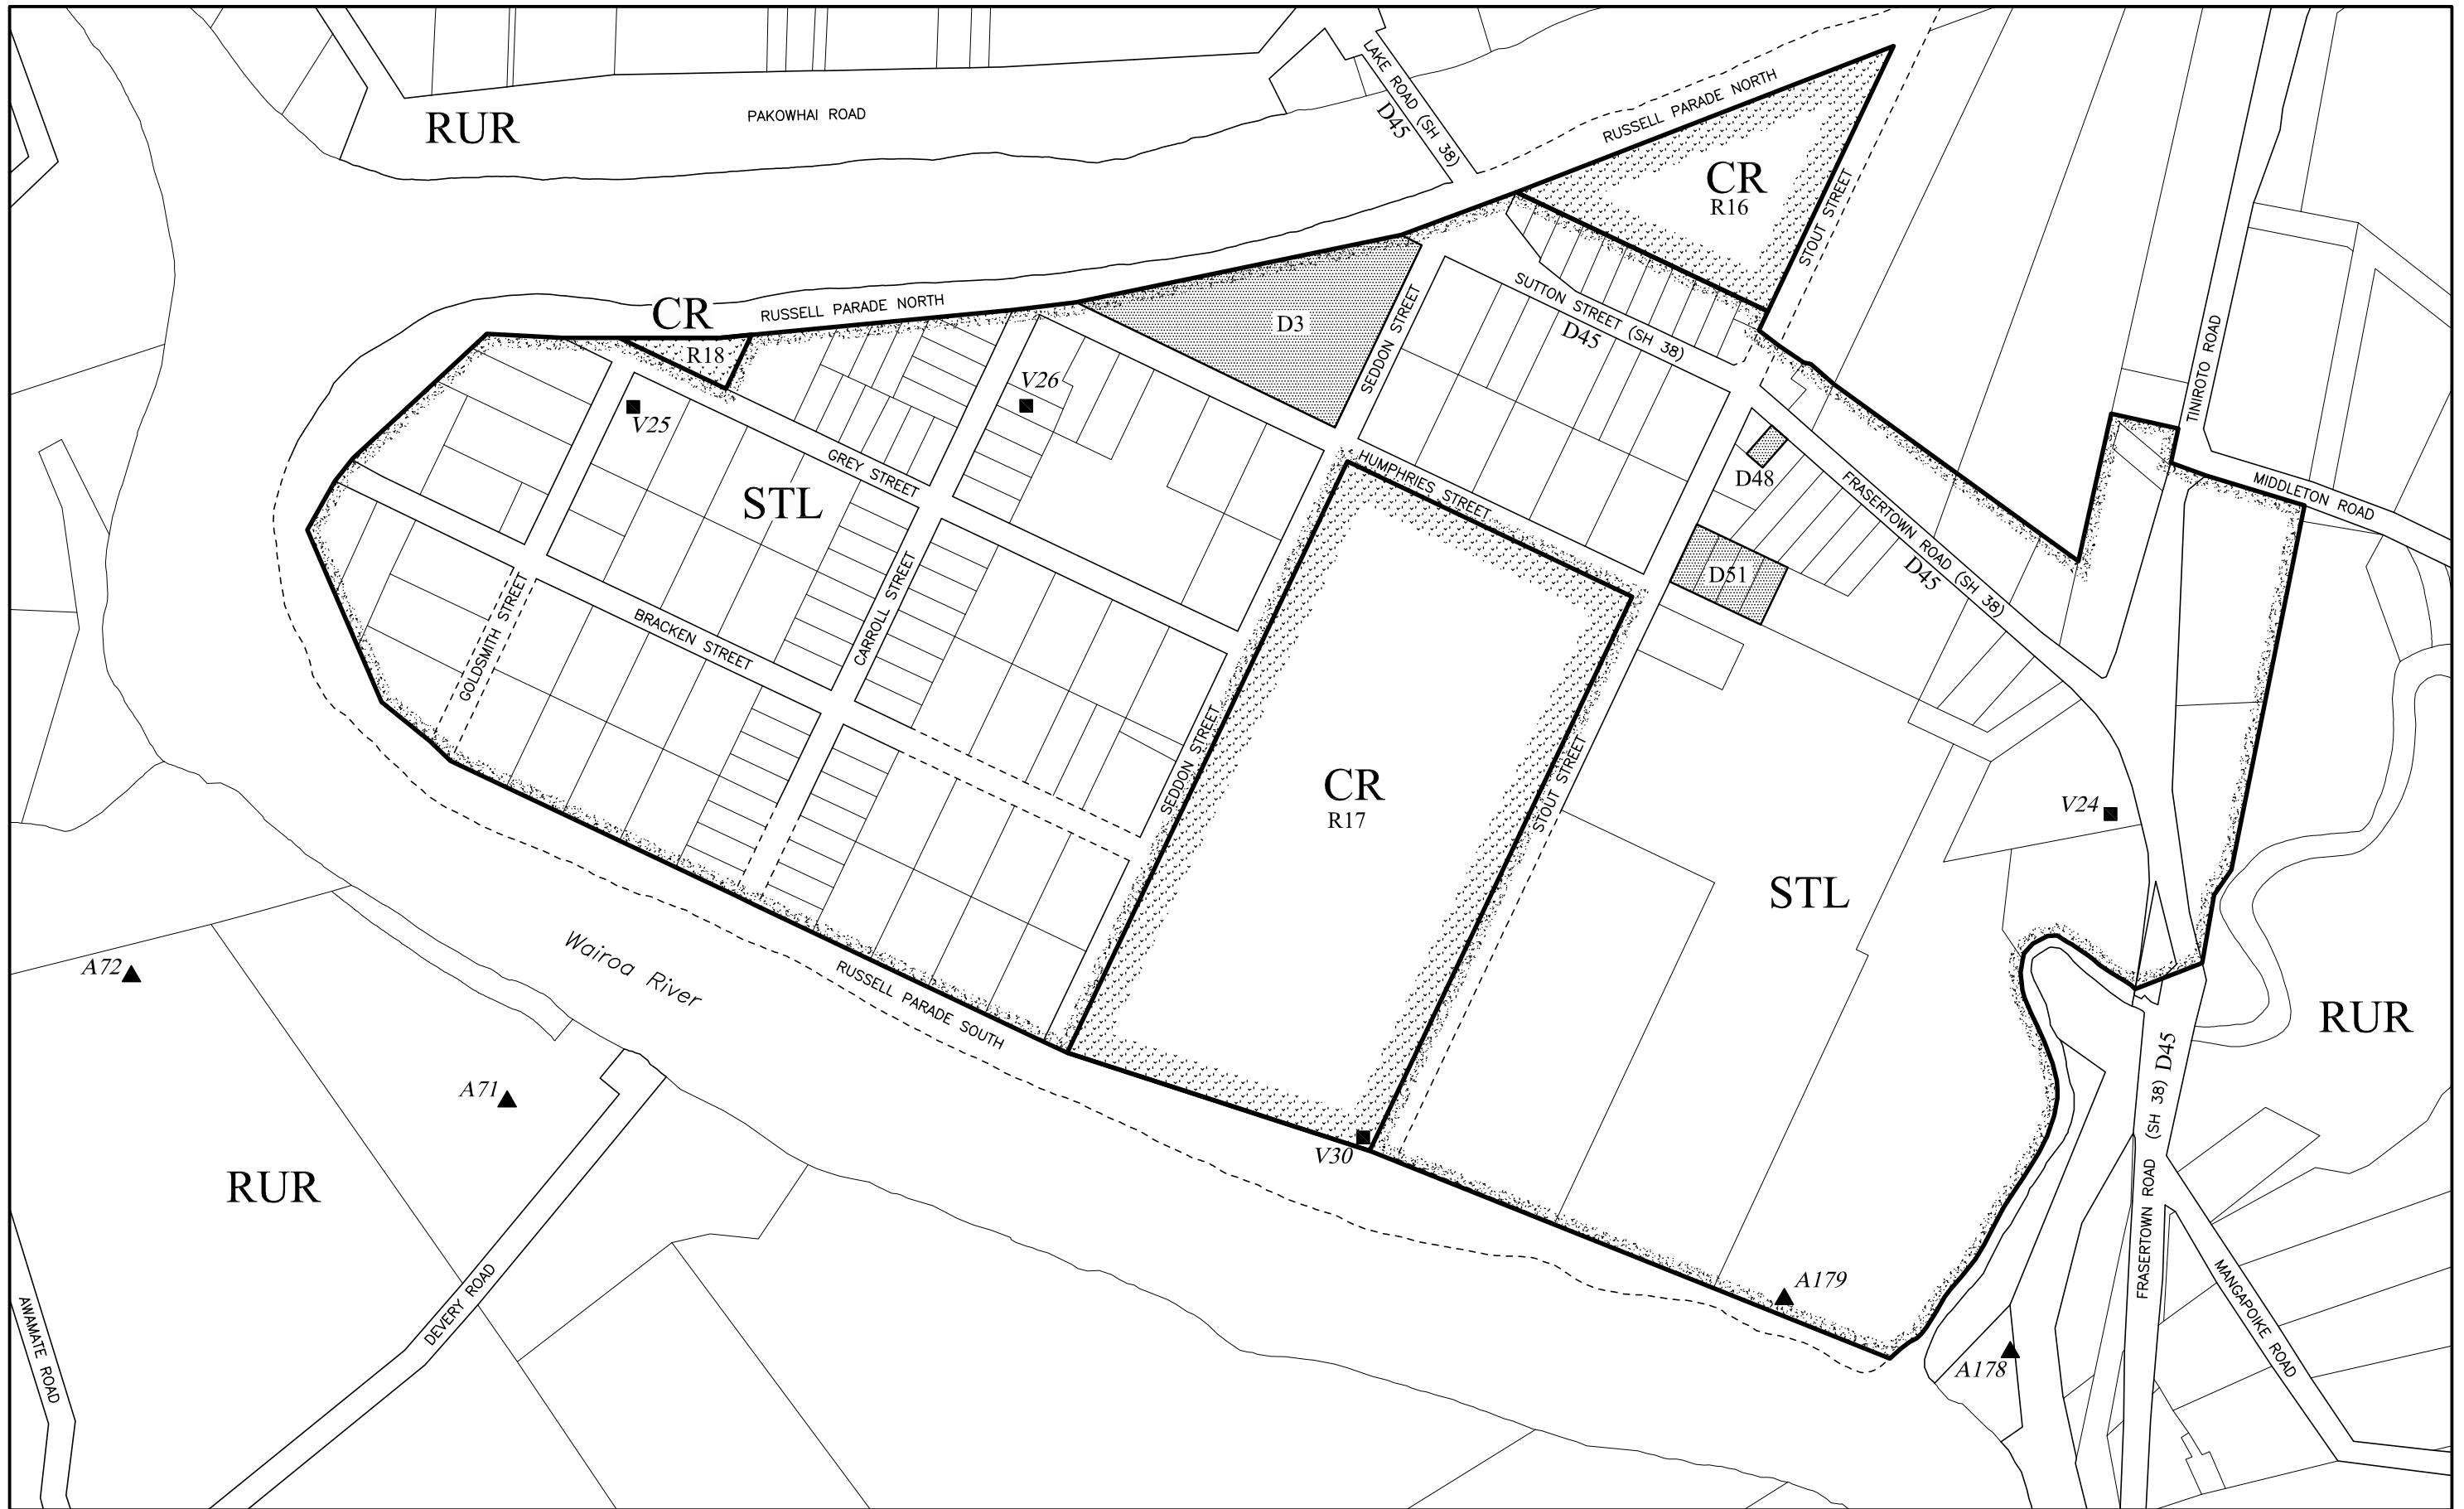 LAKE ROAD (SH 38)
D45
RUSSELL PARADE NORTH
PAKOWHAI ROAD
RUR
CR
R16
STOUT STREET
CR
RUSSELL PARADE NORTH
R18
D3
SEDDON STREET
SUTTON STREET (SH 38)
D45
TINIROTO ROAD
V26
V25
GREY STREET
STL
HUMPHRIES STREET
D48
FRASERTOWN ROAD (SH 38)
D45
MIDDLETON ROAD
D51
CARROLL STREET
GOLDSMITH STREET
BRACKEN STREET
SEDDON STREET
CR
R17
STOUT STREET
V24
STL
Wairoa River
RUSSELL PARADE SOUTH
A72
RUR
A71
D45
FRASERTOWN ROAD (SH 38)
V30
RUR
A179
DEVERY ROAD
AWAMATE ROAD
A178
MANGAPOIKE ROAD